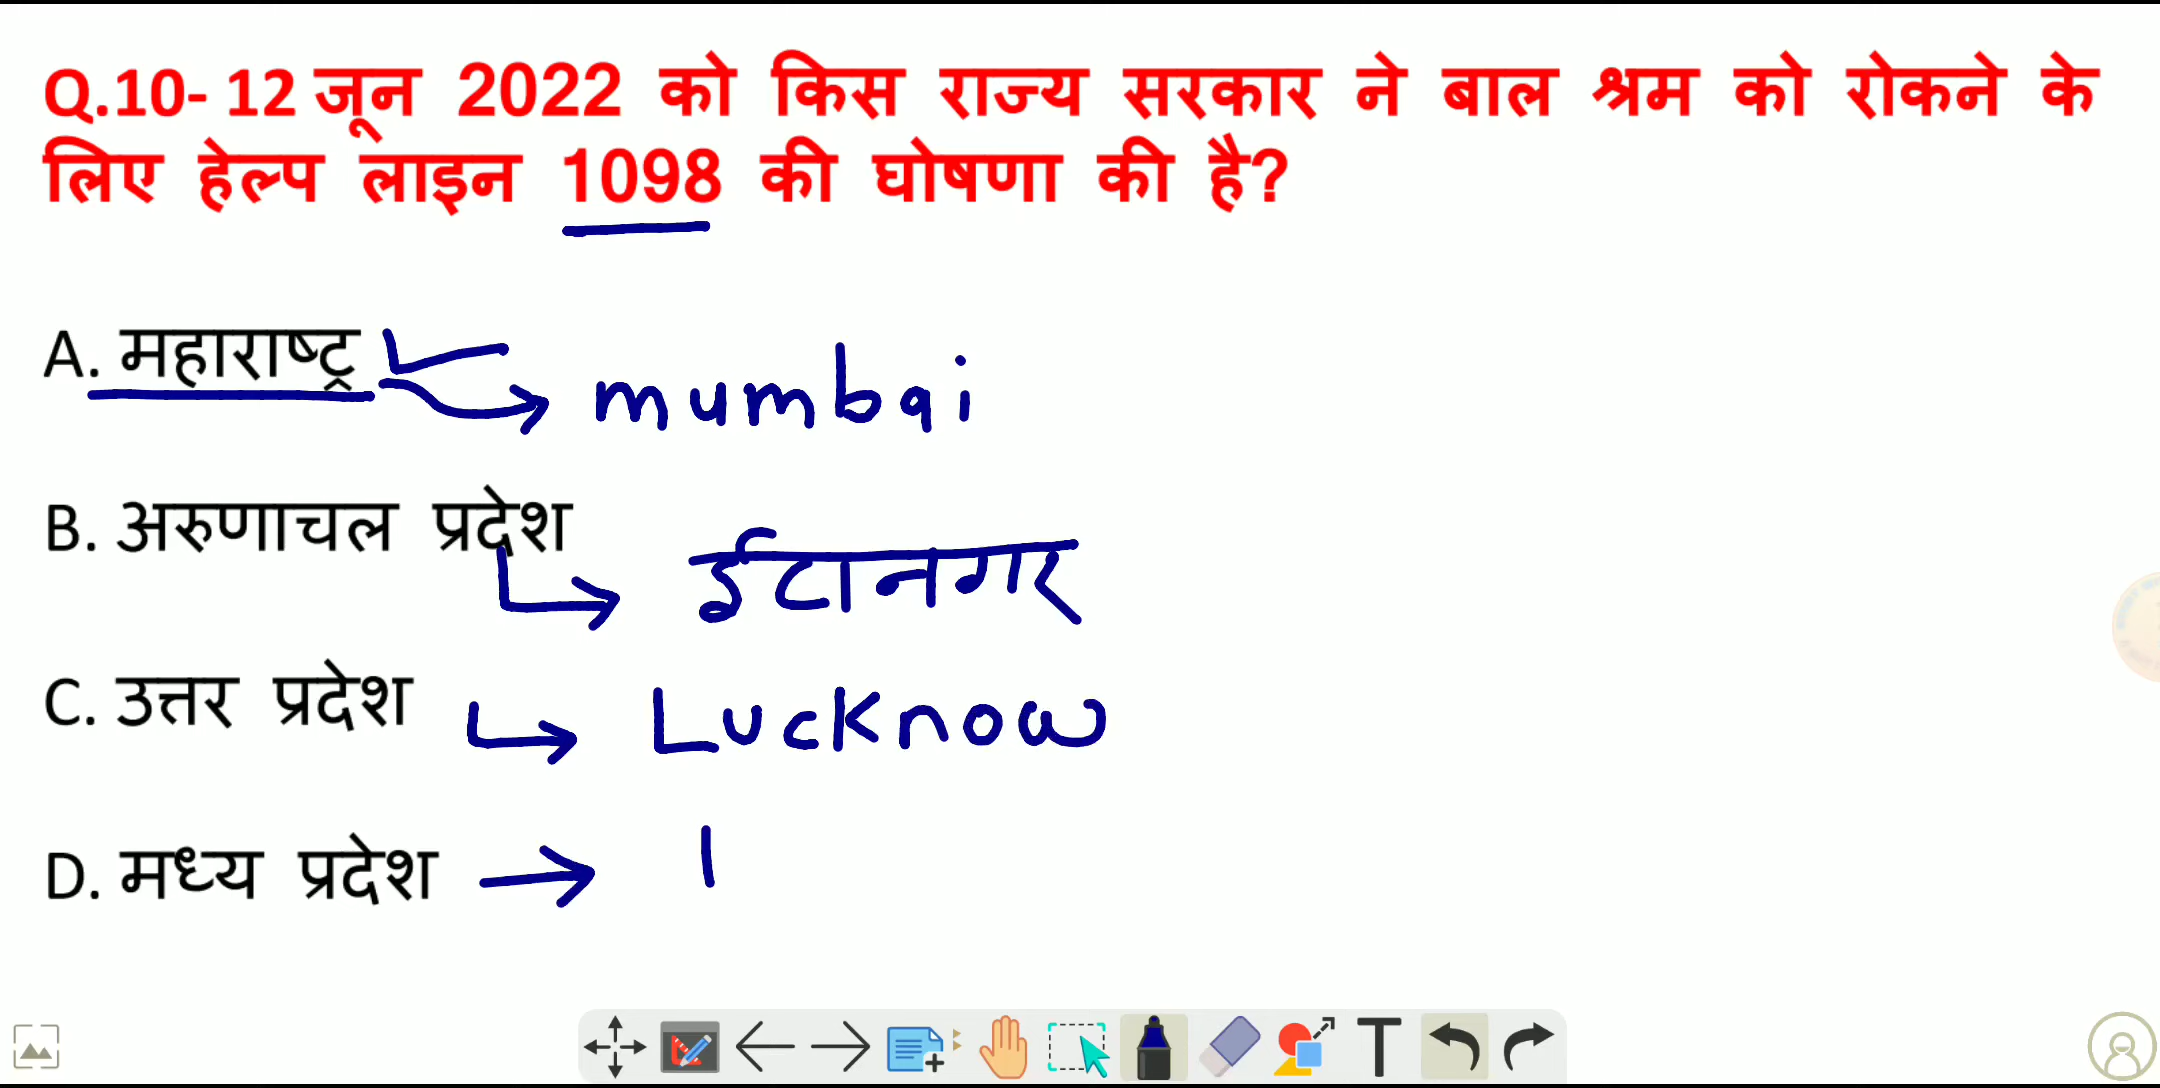 Q.10- 12 जून 2022 को किस राज्य सरकार ने बाल श्रम को रोकने के
लिए हेल्प लाइन 1098 की घोषणा की है?
A. महाराष्ट्र
mumbai
B. अरुणाचल प्रदेश
ईटानगर
C. उत्तर प्रदेश
Lucknow
D. मध्य प्रदेश
T